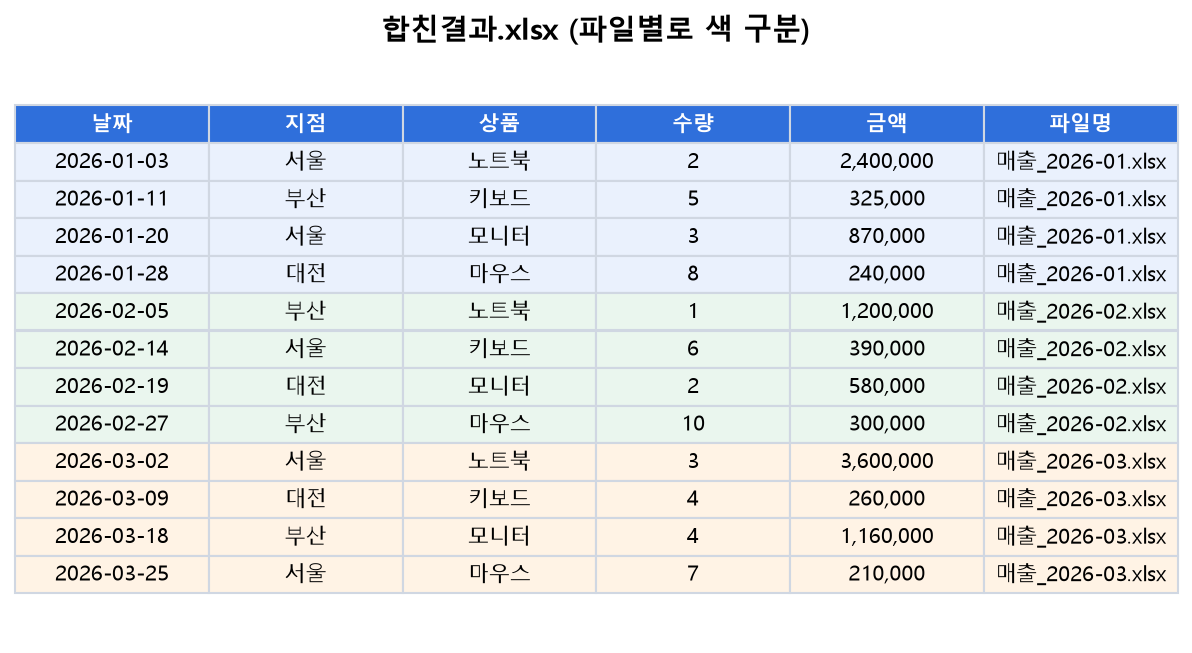 합친결과.xlsx (파일별로 색 구분)
날짜 지점 상품 수량 금액 파일명
2026-01-03 서울 노트북 2 2,400,000 매출_2026-01.xlsx
2026-01-11 부산 키보드 5 325,000 매출_2026-01.xlsx
2026-01-20 서울 모니터 3 870,000 매출_2026-01.xlsx
2026-01-28 대전 마우스 8 240,000 매출_2026-01.xlsx
2026-02-05 부산 노트북 1 1,200,000 매출_2026-02.xlsx
2026-02-14 서울 키보드 6 390,000 매출_2026-02.xlsx
2026-02-19 대전 모니터 2 580,000 매출_2026-02.xlsx
2026-02-27 부산 마우스 10 300,000 매출_2026-02.xlsx
2026-03-02 서울 노트북 3 3,600,000 매출_2026-03.xlsx
2026-03-09 대전 키보드 4 260,000 매출_2026-03.xlsx
2026-03-18 부산 모니터 4 1,160,000 매출_2026-03.xlsx
2026-03-25 서울 마우스 7 210,000 매출_2026-03.xlsx